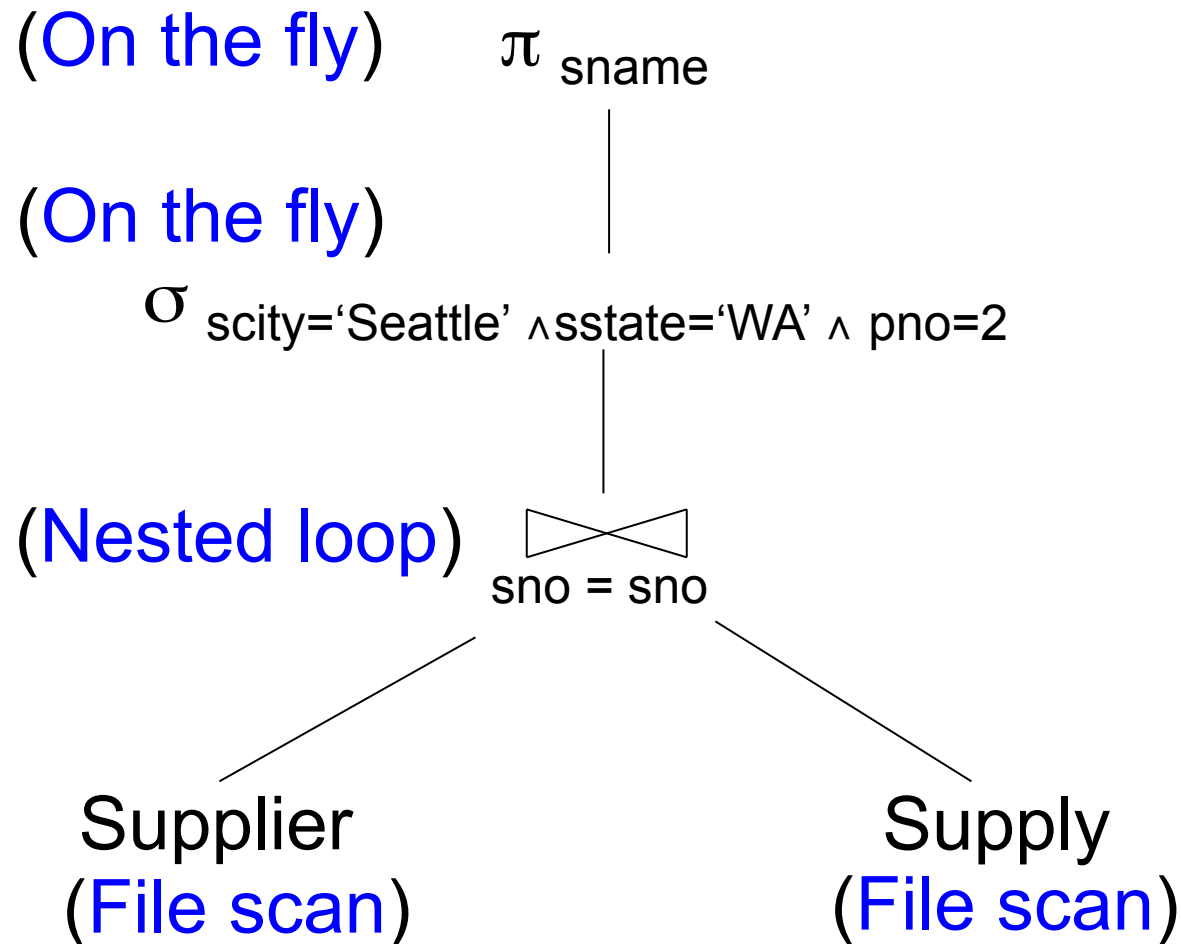 (On the fly) π sname
(On the fly)
σ scity=‘Seattle’ ∧sstate=‘WA’ ∧ pno=2
(Nested loop)
sno = sno
Supplier Supply
(File scan) (File scan)